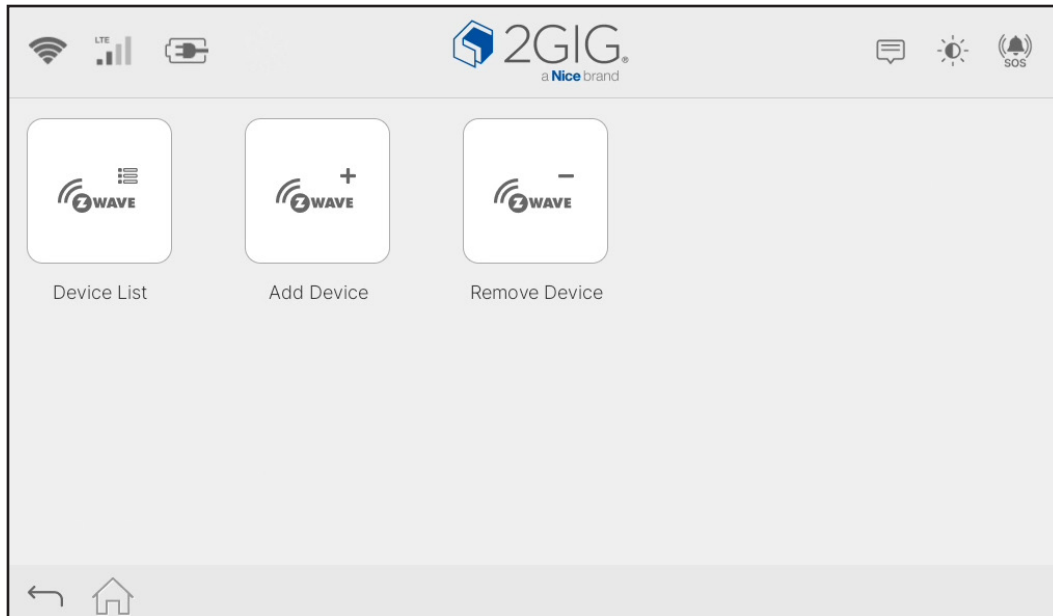 LTE
2GIG®
a Nice brand
SOS
Z WAVE
Z WAVE
Z WAVE
Device List
Add Device
Remove Device